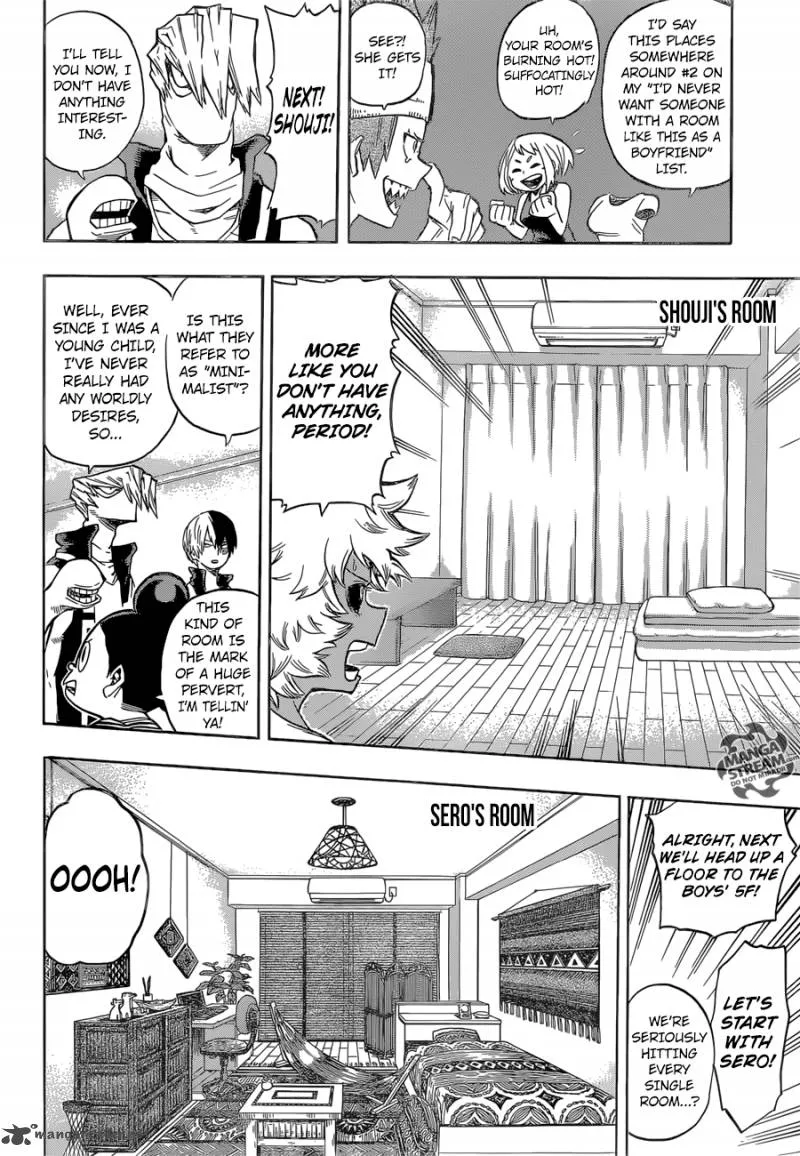 I'D SAY
THIS PLACES
SOMEWHERE
AROUND #2 ON
MY "I'D NEVER
WANT SOMEONE
WITH A ROOM
LIKE THIS AS A
BOYFRIEND"
LIST.
UH,
YOUR ROOM'S
BURNING HOT!
SUFFOCATINGLY
HOT!
SEE?!
SHE GETS
IT!
NEXT!
SHOUJI!
I'LL TELL
YOU NOW, I
DON'T HAVE
ANYTHING
INTEREST-
ING.
SHOUJI'S ROOM
MORE
LIKE YOU
DON'T HAVE
ANYTHING,
PERIOD!
IS THIS
WHAT THEY
REFER TO
AS "MINI-
MALIST"?
WELL, EVER
SINCE I WAS A
YOUNG CHILD,
I'VE NEVER
REALLY HAD
ANY WORLDLY
DESIRES,
SO...
THIS
KIND OF
ROOM IS
THE MARK
OF A HUGE
PERVERT,
I'M TELLIN'
YA!
MANGA
STREAM.com
DO NOT MIRROR
ALRIGHT, NEXT
WE'LL HEAD UP A
FLOOR TO THE
BOYS' 5F!
LET'S
START
WITH
SERO!
WE'RE
SERIOUSLY
HITTING
EVERY
SINGLE
ROOM...?
SERO'S ROOM
OOOH!